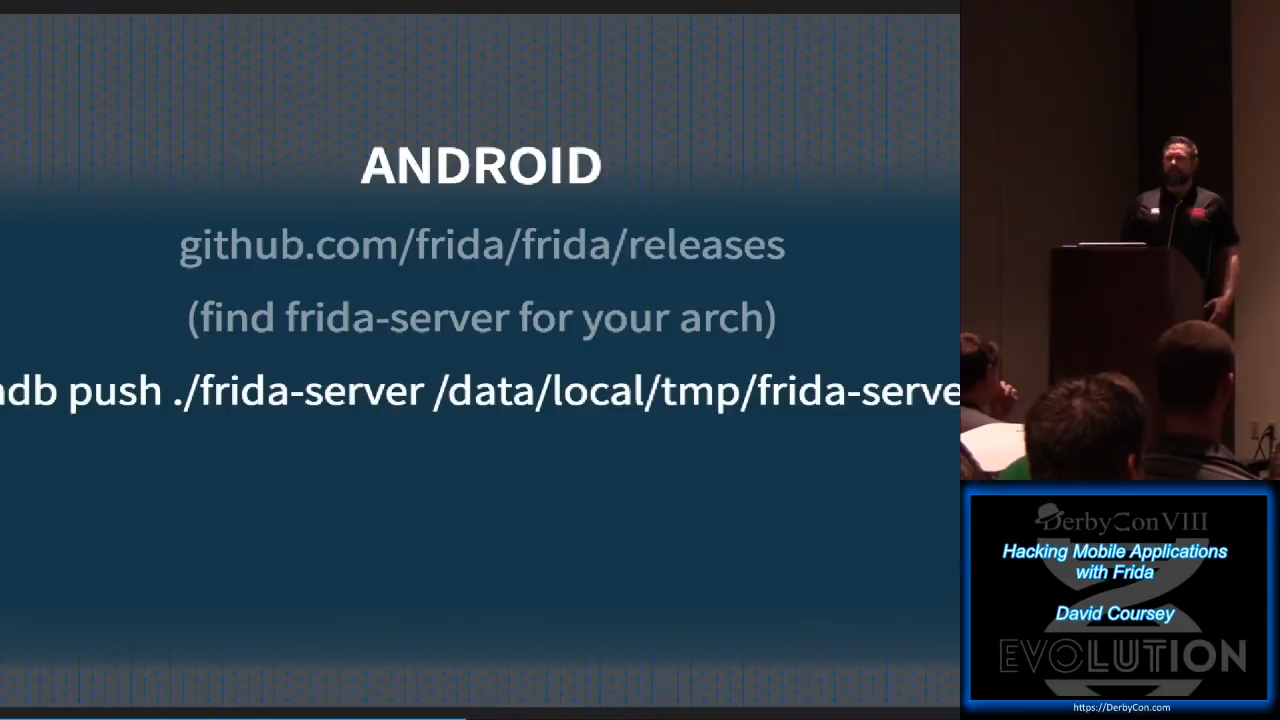 ANDROID
github.com/frida/frida/releases
(find frida-server for your arch)
adb push ./frida-server /data/local/tmp/frida-serve
DerbyCon VIII
Hacking Mobile Applications
with Frida
David Coursey
EVOLUTION
https://DerbyCon.com